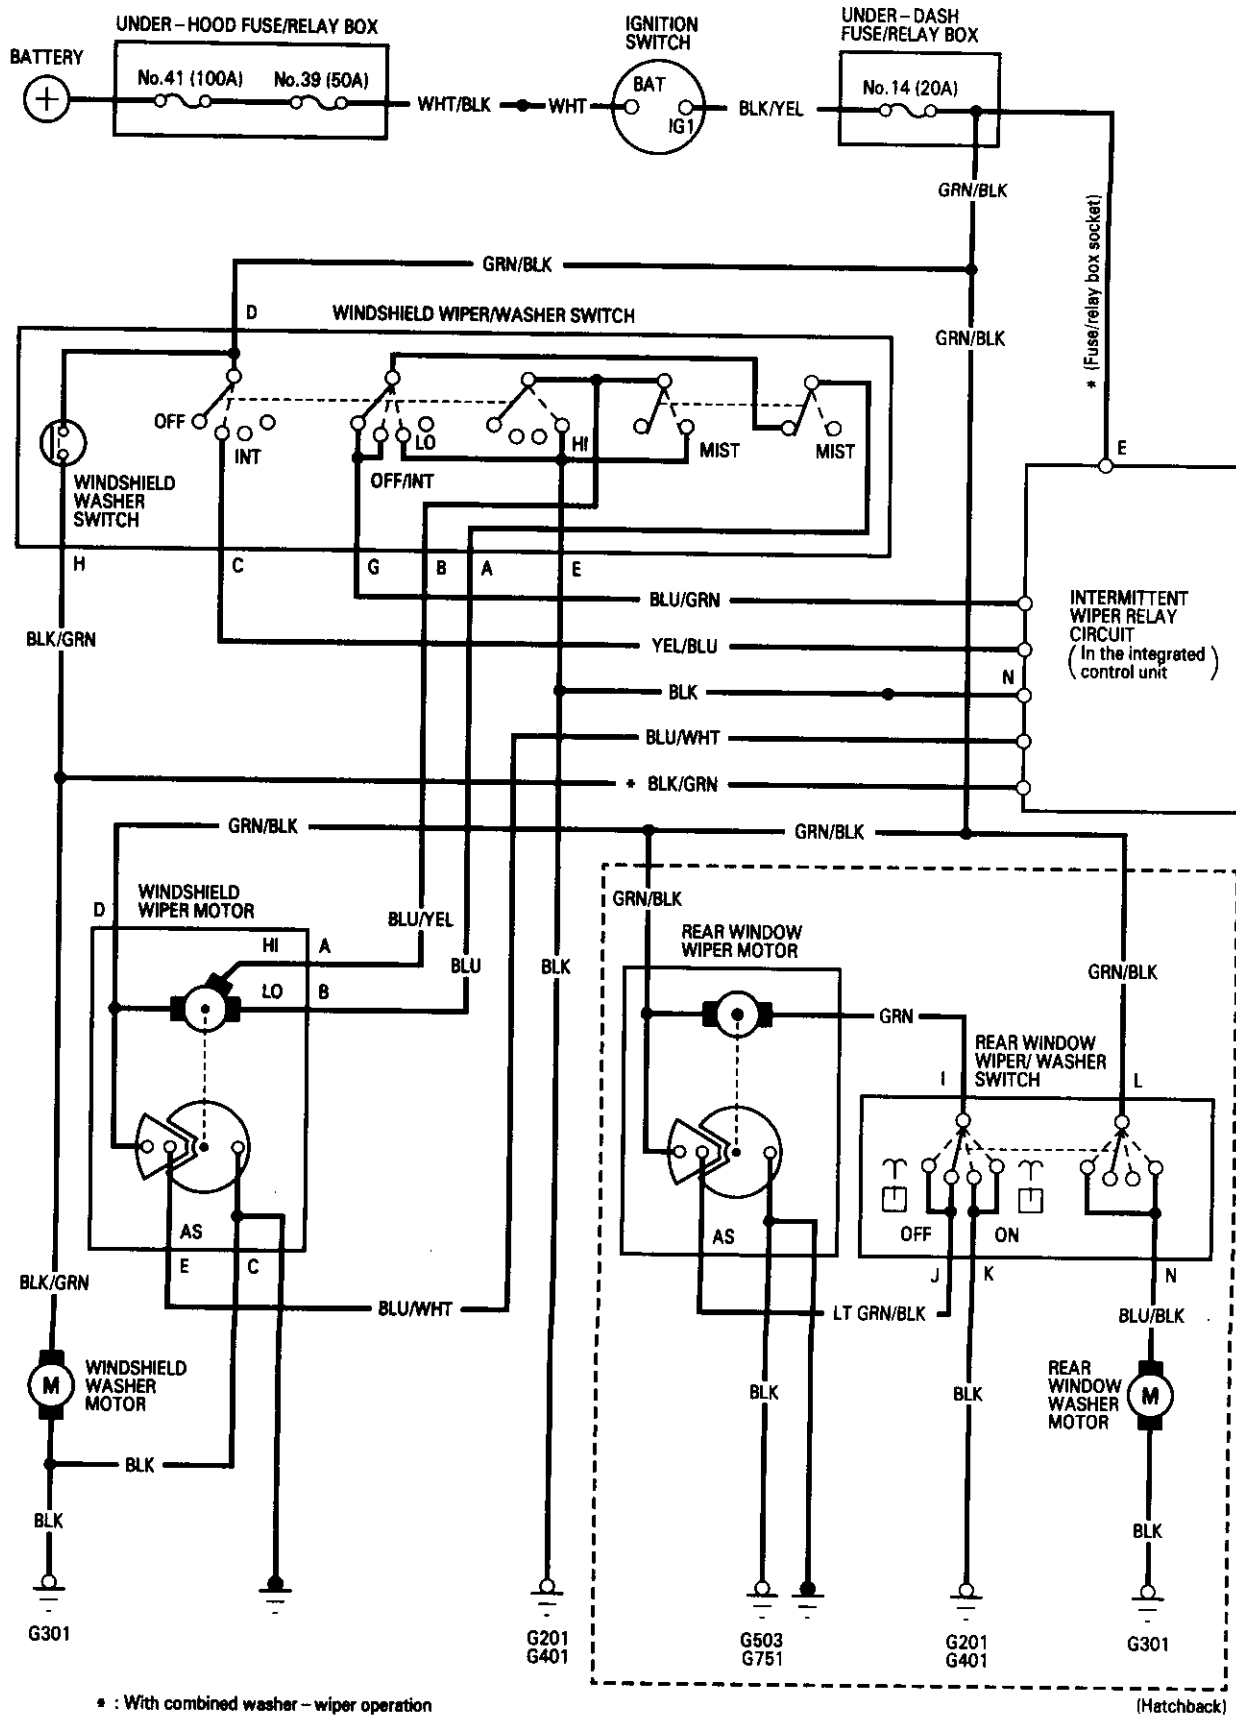 UNDER-HOOD FUSE/RELAY BOX
IGNITION
SWITCH
UNDER-DASH
FUSE/RELAY BOX
BATTERY
No.41 (100A)
No.39 (50A)
WHT/BLK
WHT
BAT
IG1
BLK/YEL
No.14 (20A)
GRN/BLK
* (Fuse/relay box socket)
GRN/BLK
D
WINDSHIELD WIPER/WASHER SWITCH
GRN/BLK
OFF
INT
LO
OFF/INT
HI
MIST
MIST
E
WINDSHIELD
WASHER
SWITCH
H
C
G
B
A
E
BLU/GRN
INTERMITTENT
WIPER RELAY
CIRCUIT
(In the integrated
control unit)
BLK/GRN
YEL/BLU
N
BLK
BLU/WHT
* BLK/GRN
GRN/BLK
GRN/BLK
WINDSHIELD
WIPER MOTOR
D
GRN/BLK
BLU/YEL
REAR WINDOW
WIPER MOTOR
HI
A
BLU
BLK
GRN/BLK
LO
B
GRN
REAR WINDOW
WIPER/ WASHER
SWITCH
I
L
AS
E
C
AS
OFF
ON
J
K
N
BLK/GRN
BLU/WHT
LT GRN/BLK
BLU/BLK
M
WINDSHIELD
WASHER
MOTOR
BLK
BLK
REAR
WINDOW
WASHER
MOTOR
M
BLK
BLK
BLK
G301
G201
G401
G503
G751
G201
G401
G301
* : With combined washer-wiper operation
(Hatchback)